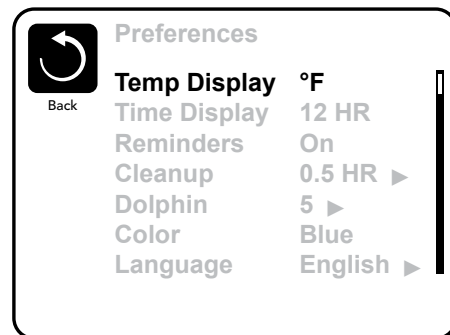 Preferences
Back
Temp Display °F
Time Display 12 HR
Reminders On
Cleanup 0.5 HR ▶
Dolphin 5 ▶
Color Blue
Language English ▶